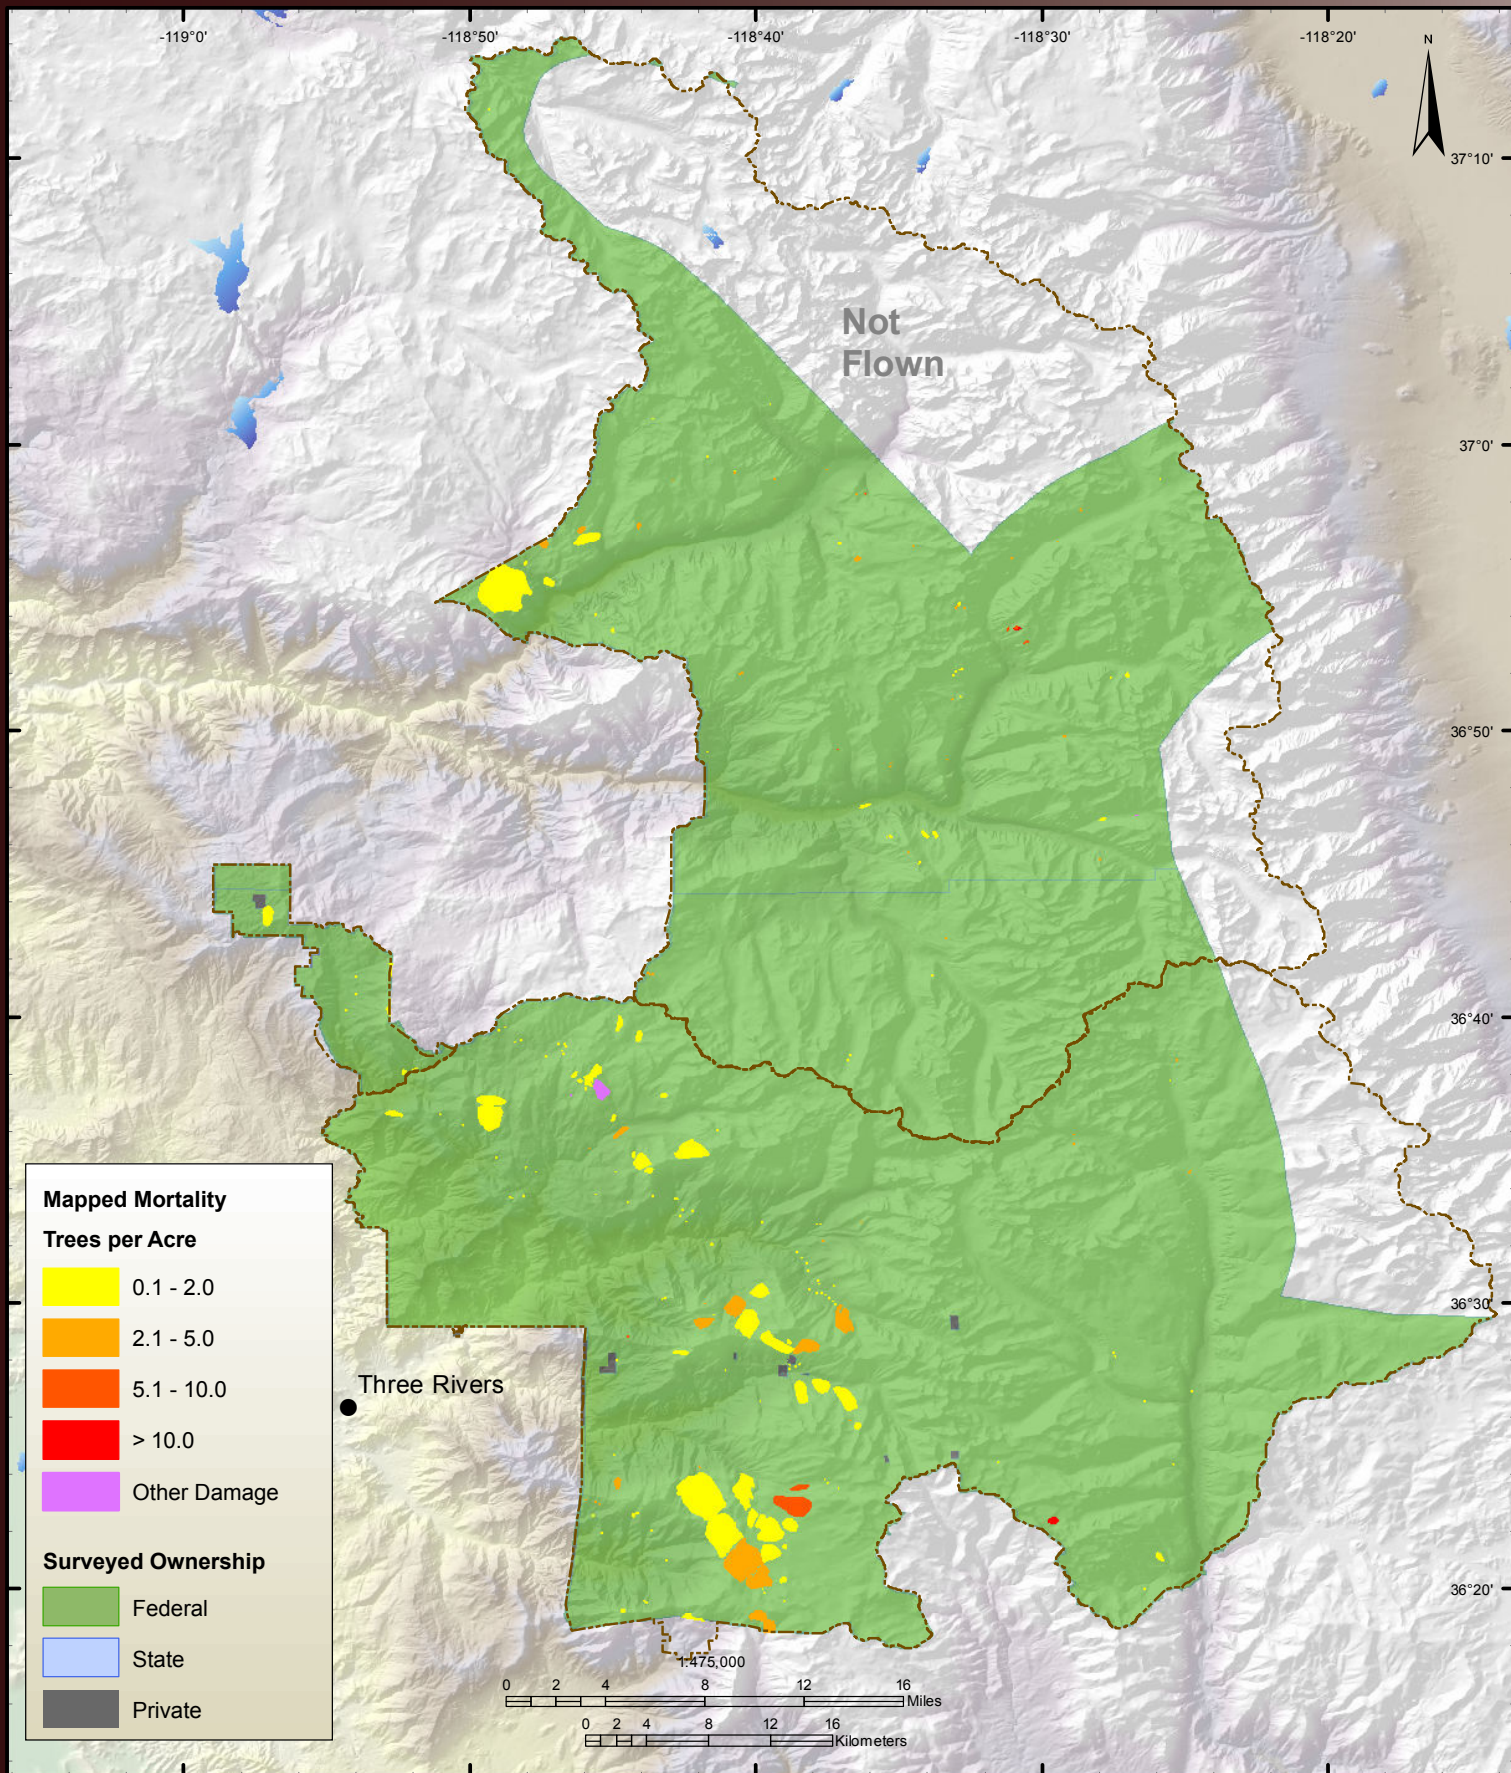 -119°0'
-118°50'
-118°40'
-118°30'
-118°20'
N
37°10'
Not
Flown
37°0'
36°50'
36°40'
36°30'
36°20'
Three Rivers
Mapped Mortality
Trees per Acre
0.1 - 2.0
2.1 - 5.0
5.1 - 10.0
> 10.0
Other Damage
Surveyed Ownership
Federal
State
Private
1:475,000
0 2 4 8 12 16
Miles
0 2 4 8 12 16
Kilometers